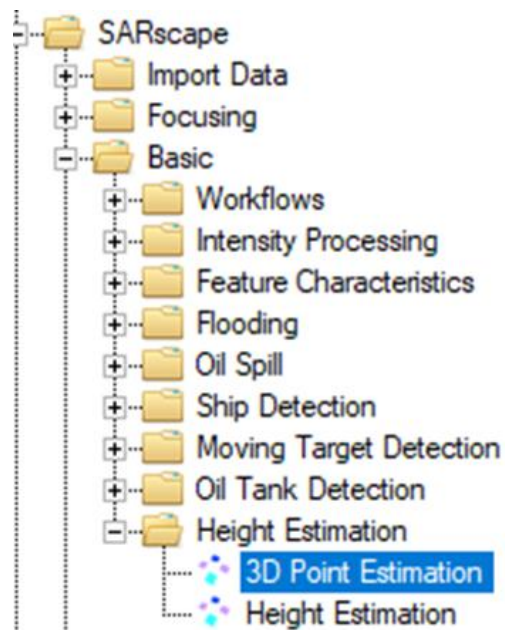 SARscape
Import Data
Focusing
Basic
Workflows
Intensity Processing
Feature Characteristics
Flooding
Oil Spill
Ship Detection
Moving Target Detection
Oil Tank Detection
Height Estimation
3D Point Estimation
Height Estimation